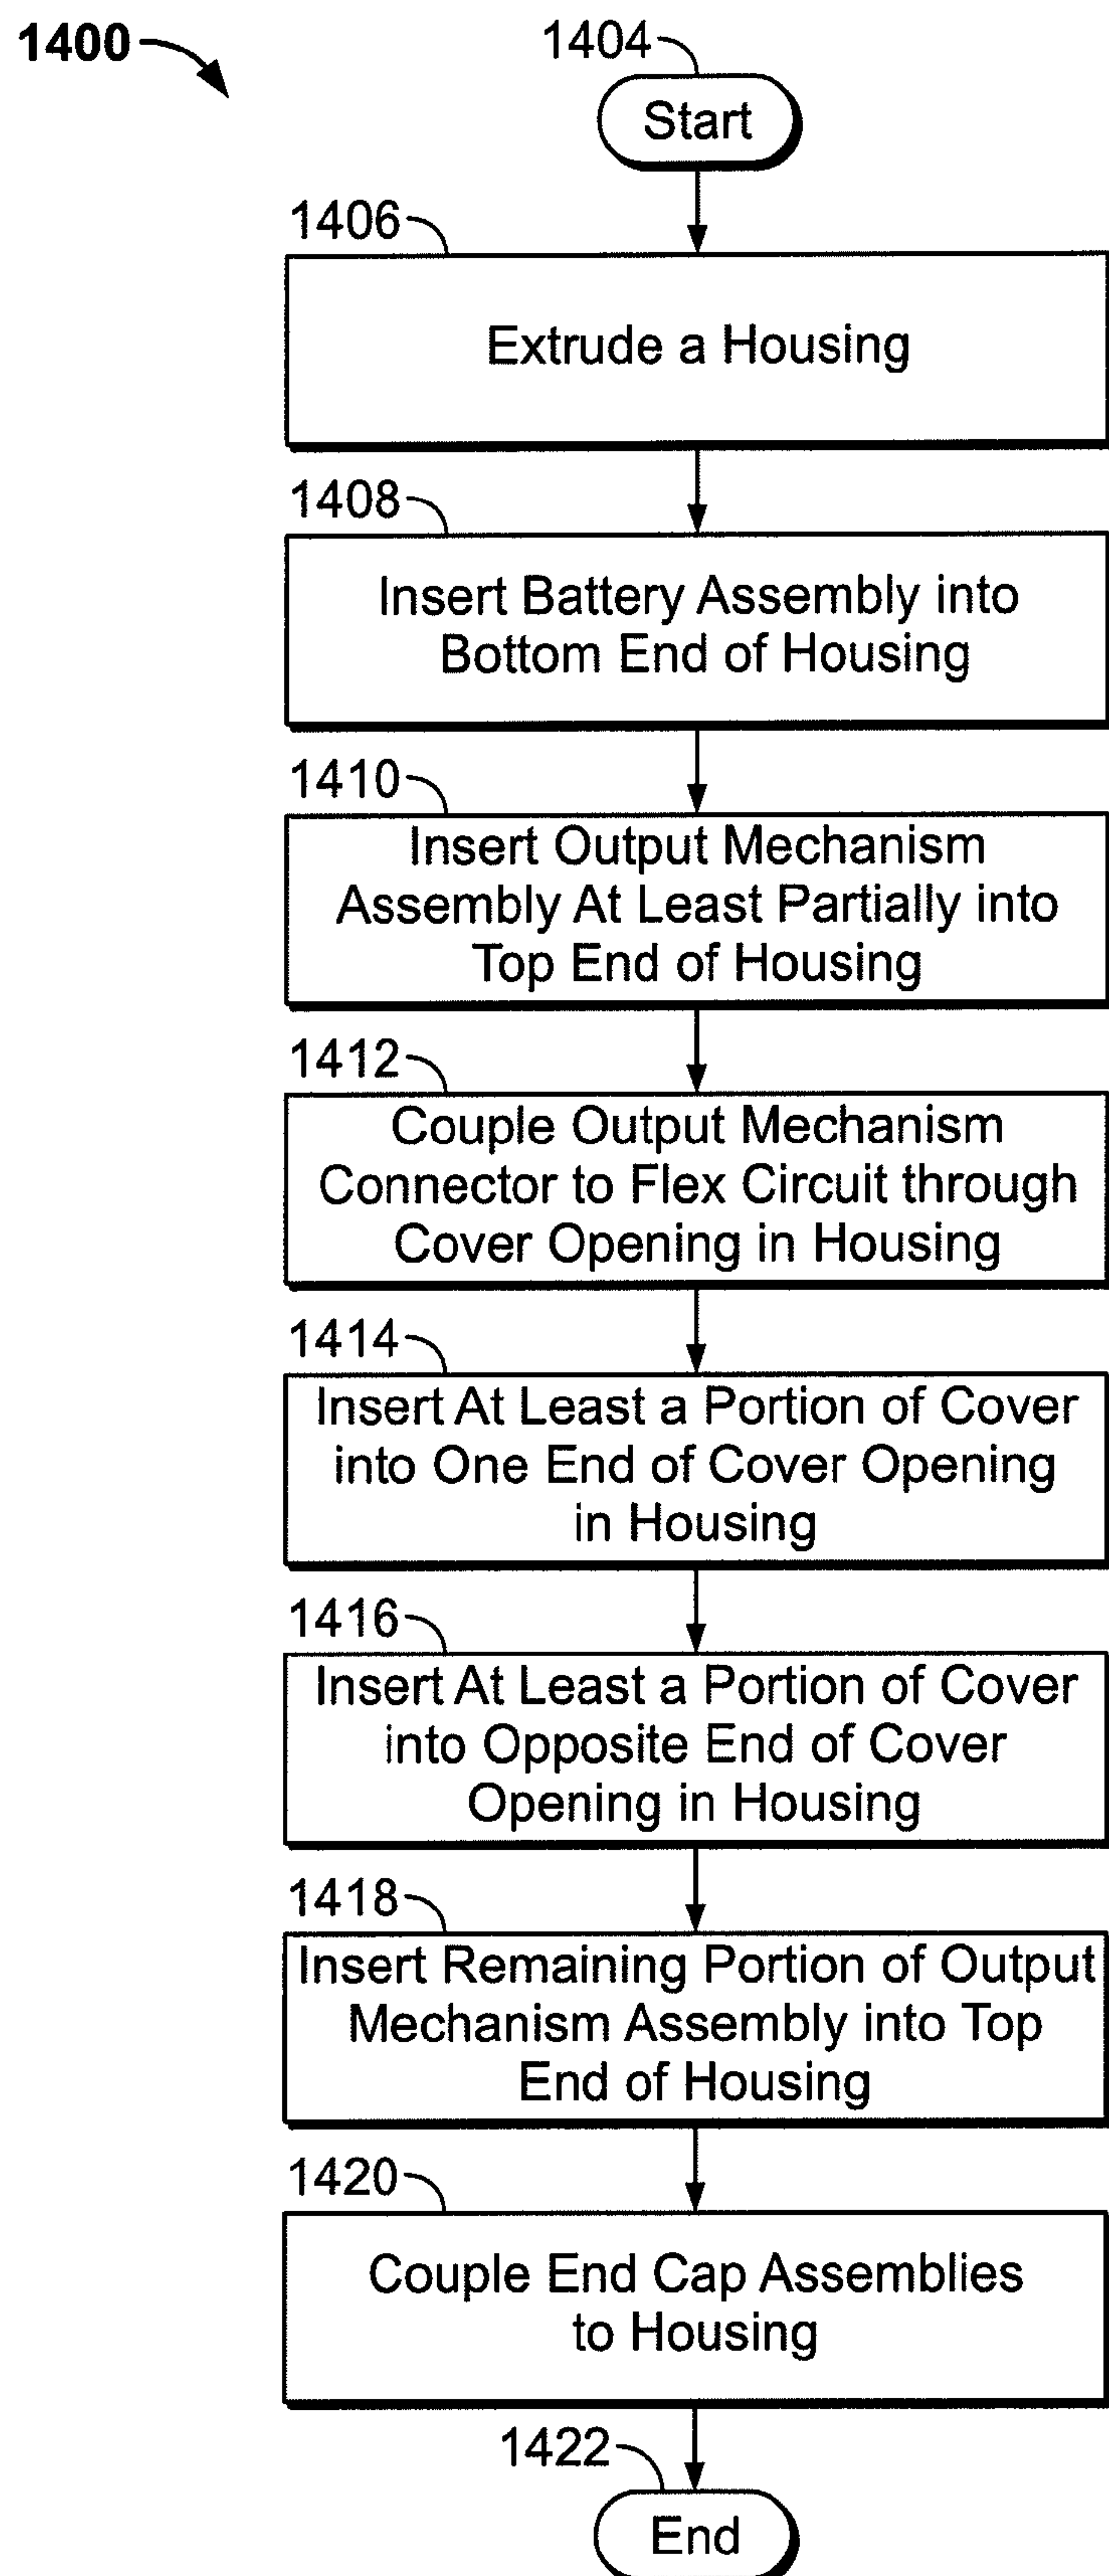 1400
1404
Start
1406
Extrude a Housing
1408
Insert Battery Assembly into
Bottom End of Housing
1410
Insert Output Mechanism
Assembly At Least Partially into
Top End of Housing
1412
Couple Output Mechanism
Connector to Flex Circuit through
Cover Opening in Housing
1414
Insert At Least a Portion of Cover
into One End of Cover Opening
in Housing
1416
Insert At Least a Portion of Cover
into Opposite End of Cover
Opening in Housing
1418
Insert Remaining Portion of Output
Mechanism Assembly into Top
End of Housing
1420
Couple End Cap Assemblies
to Housing
1422
End